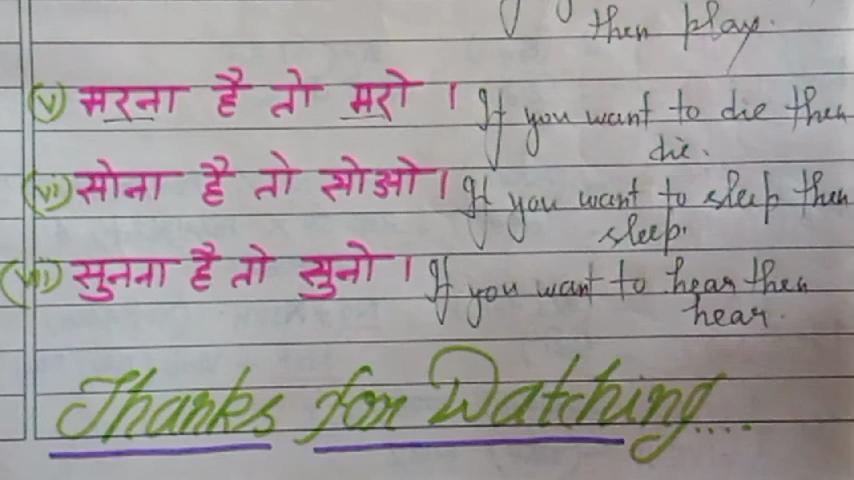 then play.
(v) मरना है तो मरो । If you want to die then
die.
(vi) सोना है तो सोओ । If you want to sleep then
sleep.
(vii) सुनना है तो सुनो । If you want to hear then
hear.
Thanks for Watching....